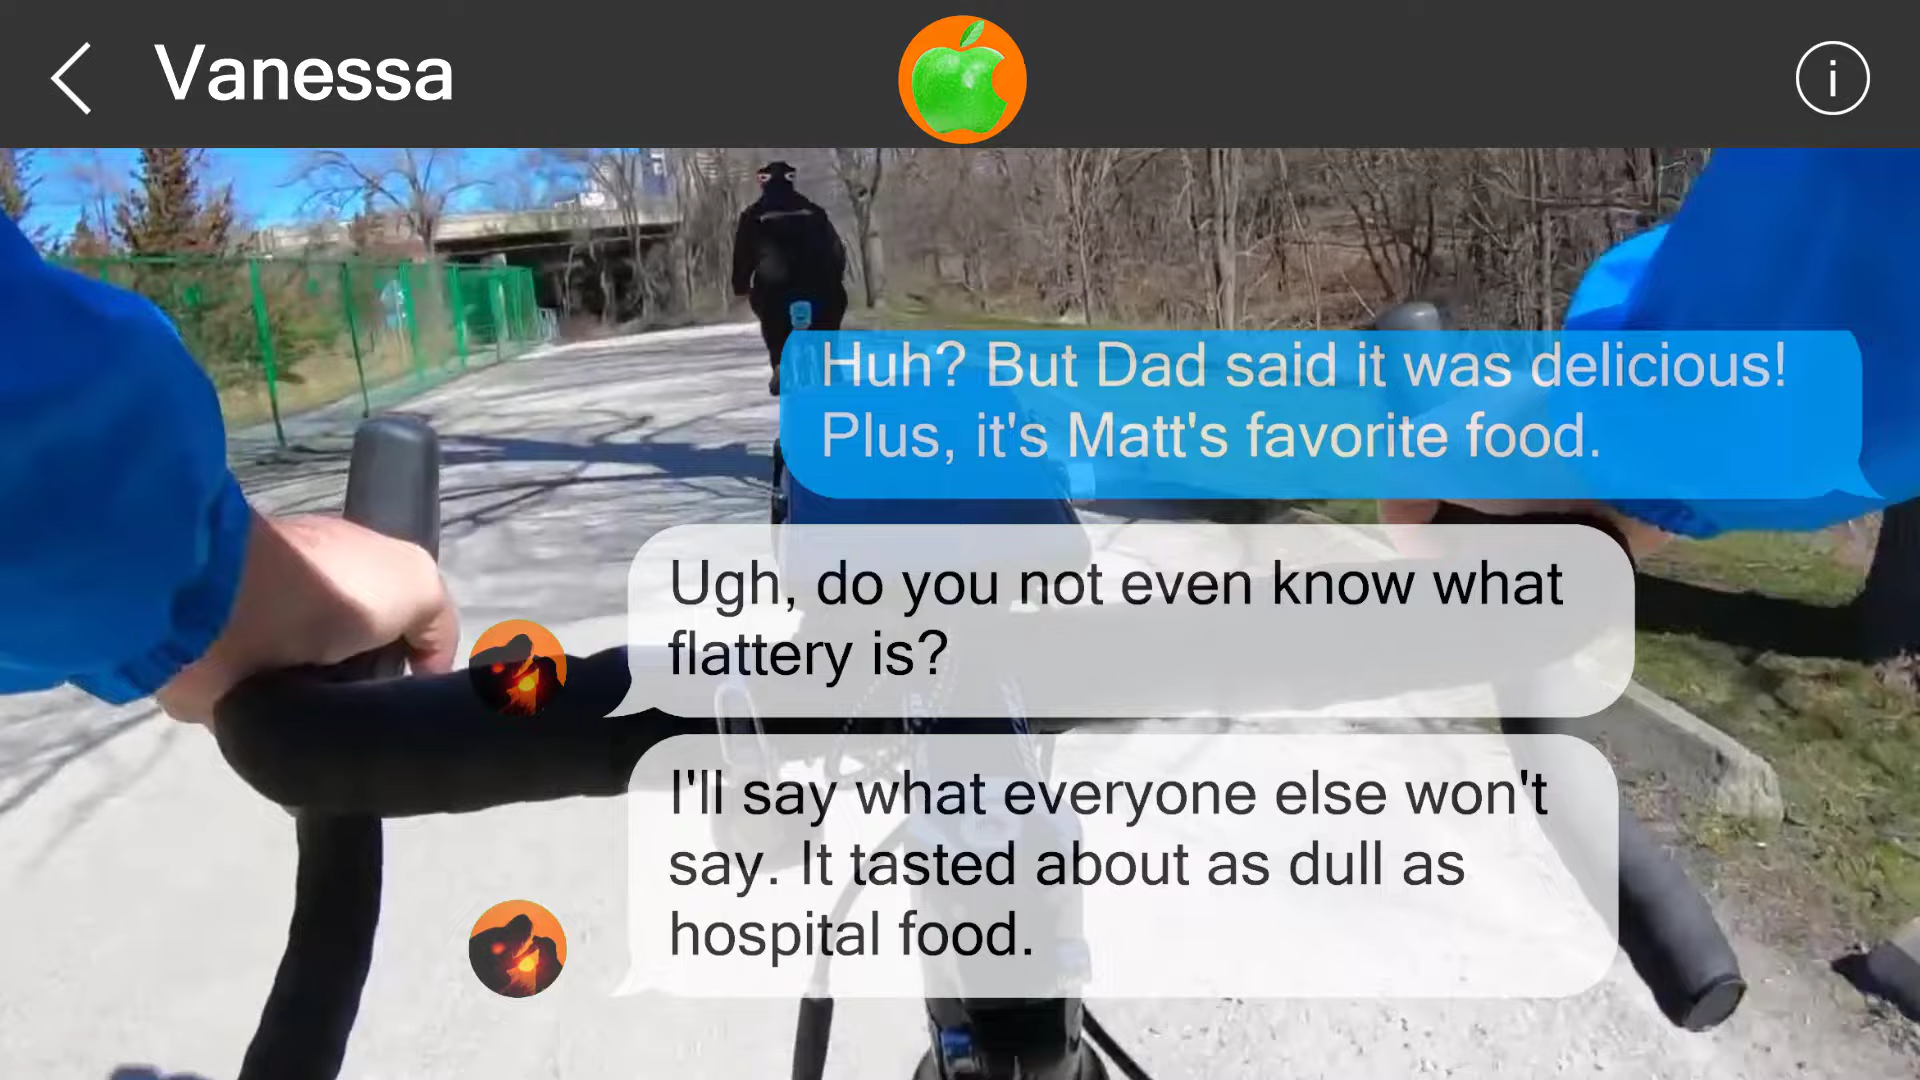 Vanessa
Huh? But Dad said it was delicious!
Plus, it's Matt's favorite food.
Ugh, do you not even know what
flattery is?
I'll say what everyone else won't
say. It tasted about as dull as
hospital food.